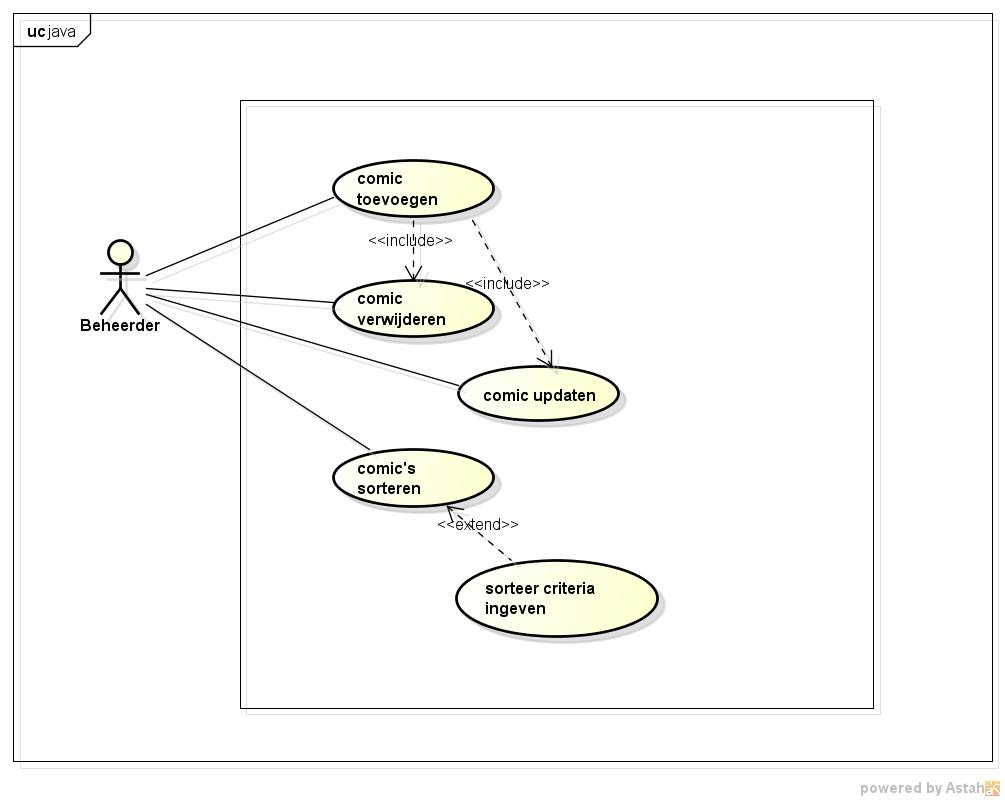 uc java
comic
toevoegen
<<include>>
<<include>>
comic
verwijderen
Beheerder
comic updaten
comic's
sorteren
<<extend>>
sorteer criteria
ingeven
powered by Astah